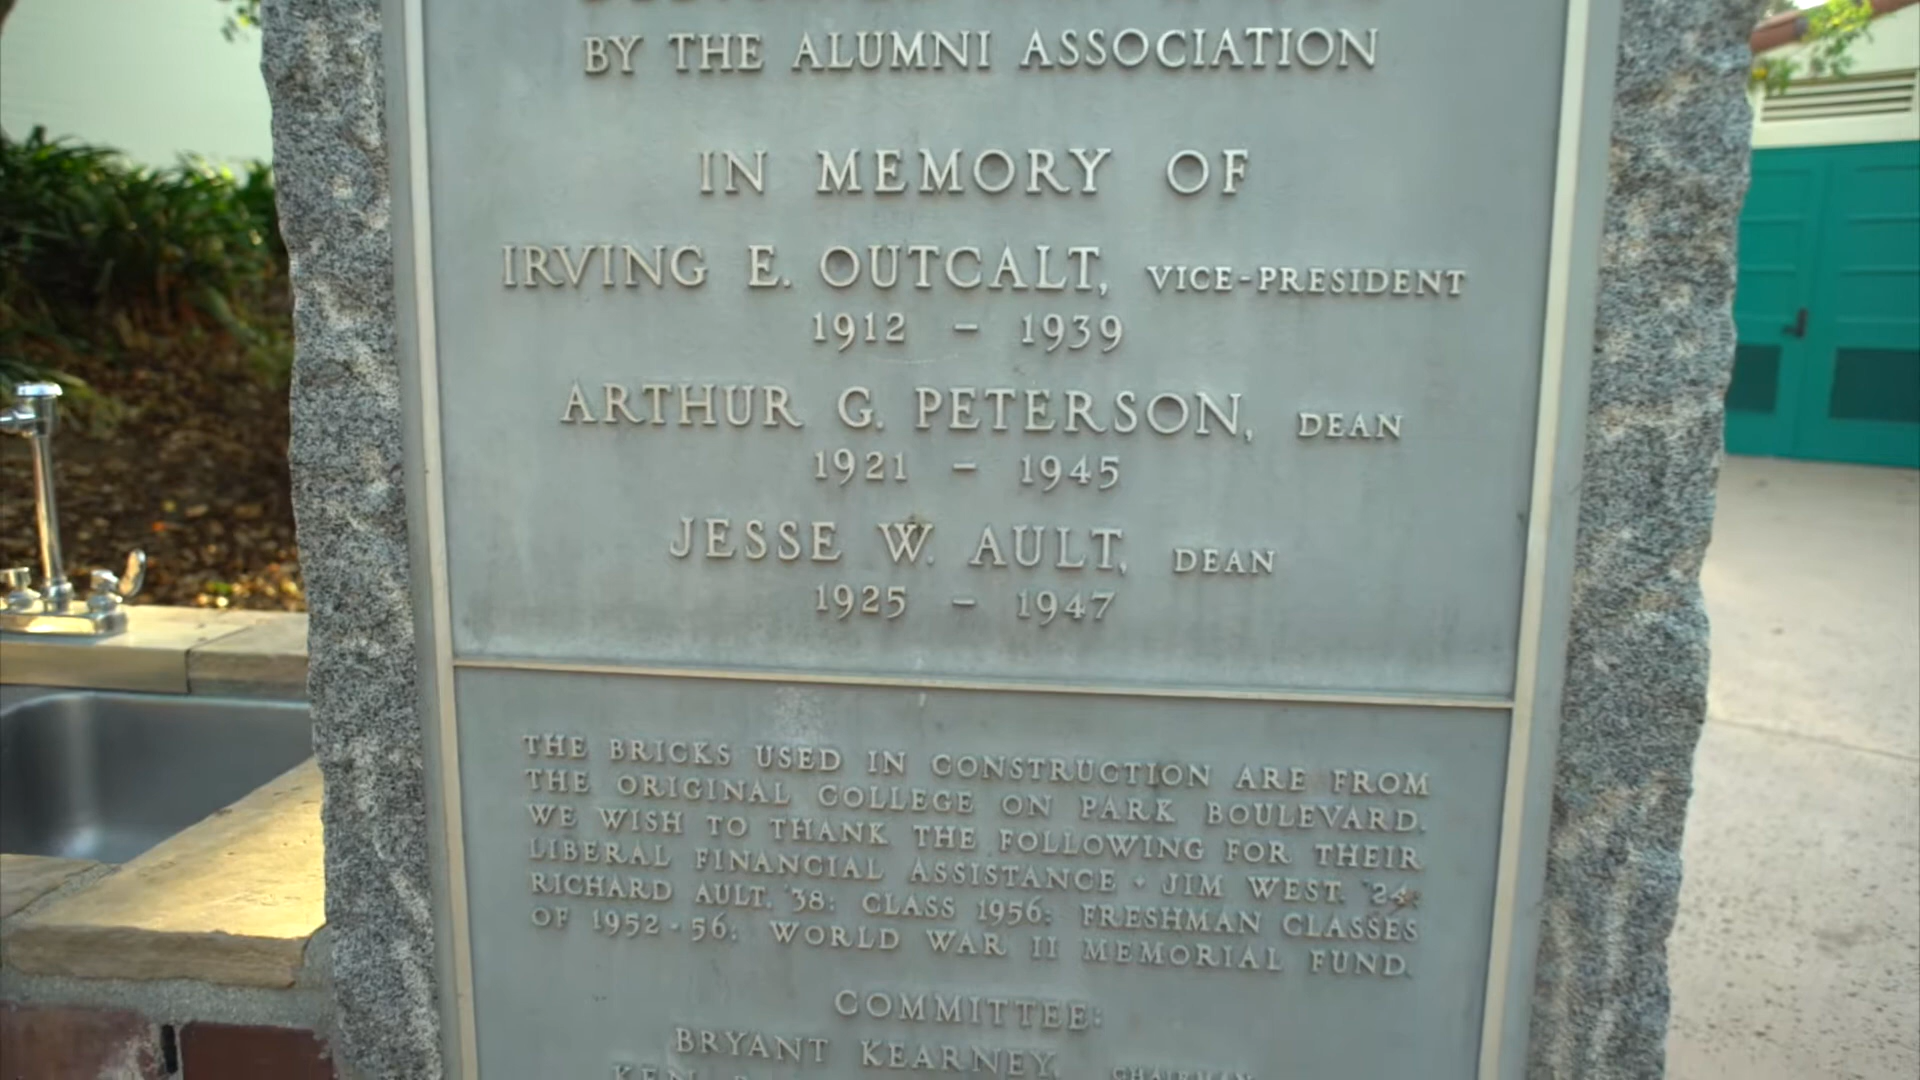 BY THE ALUMNI ASSOCIATION
IN MEMORY OF
IRVING E. OUTCALT, VICE-PRESIDENT
1912 - 1939
ARTHUR G. PETERSON, DEAN
1921 - 1945
JESSE W. AULT, DEAN
1925 - 1947
THE BRICKS USED IN CONSTRUCTION ARE FROM
THE ORIGINAL COLLEGE ON PARK BOULEVARD.
WE WISH TO THANK THE FOLLOWING FOR THEIR
LIBERAL FINANCIAL ASSISTANCE • JIM WEST. '24:
RICHARD AULT. '38: CLASS 1956: FRESHMAN CLASSES
OF 1952-56: WORLD WAR II MEMORIAL FUND.
COMMITTEE:
BRYANT KEARNEY, CHAIRMAN
KEN